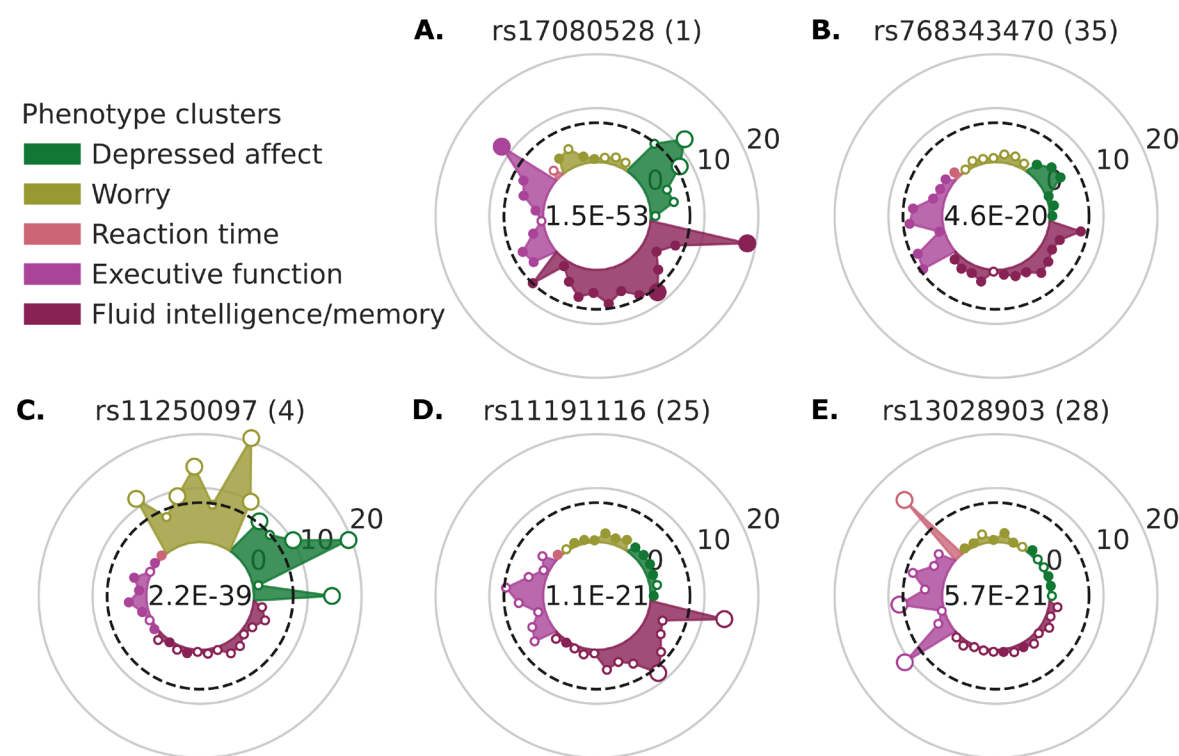 A. rs17080528 (1)
B. rs768343470 (35)
Phenotype clusters
Depressed affect
Worry
Reaction time
Executive function
Fluid intelligence/memory
20
10
0
1.5E-53
20
10
0
4.6E-20
C. rs11250097 (4)
D. rs11191116 (25)
E. rs13028903 (28)
20
10
0
2.2E-39
20
10
0
1.1E-21
20
10
0
5.7E-21